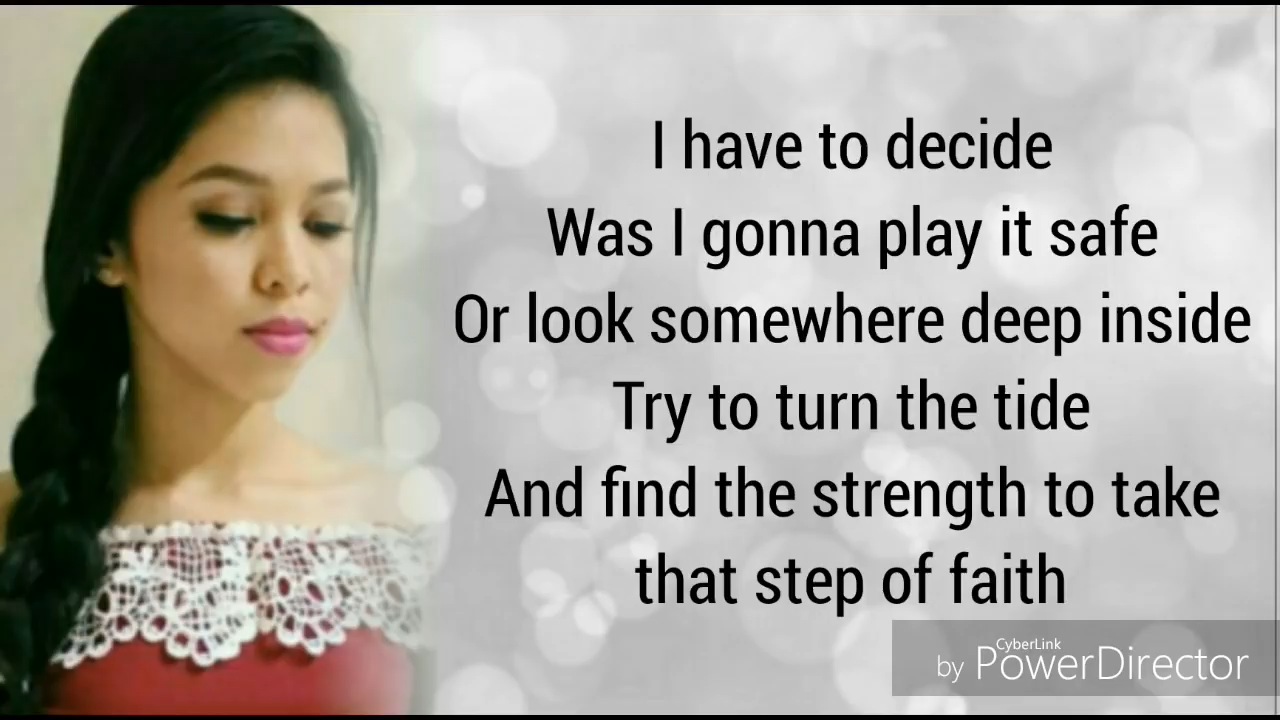 I have to decide
Was I gonna play it safe
Or look somewhere deep inside
Try to turn the tide
And find the strength to take
that step of faith
CyberLink
by PowerDirector